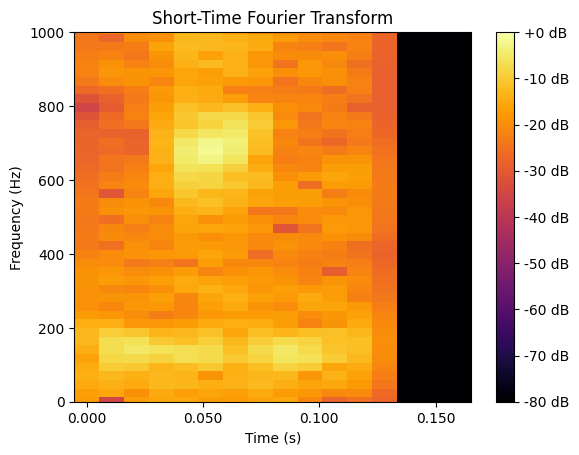 Short-Time Fourier Transform
Frequency (Hz)
1000
800
600
400
200
0
0.000
0.050
0.100
0.150
Time (s)
+0 dB
-10 dB
-20 dB
-30 dB
-40 dB
-50 dB
-60 dB
-70 dB
-80 dB